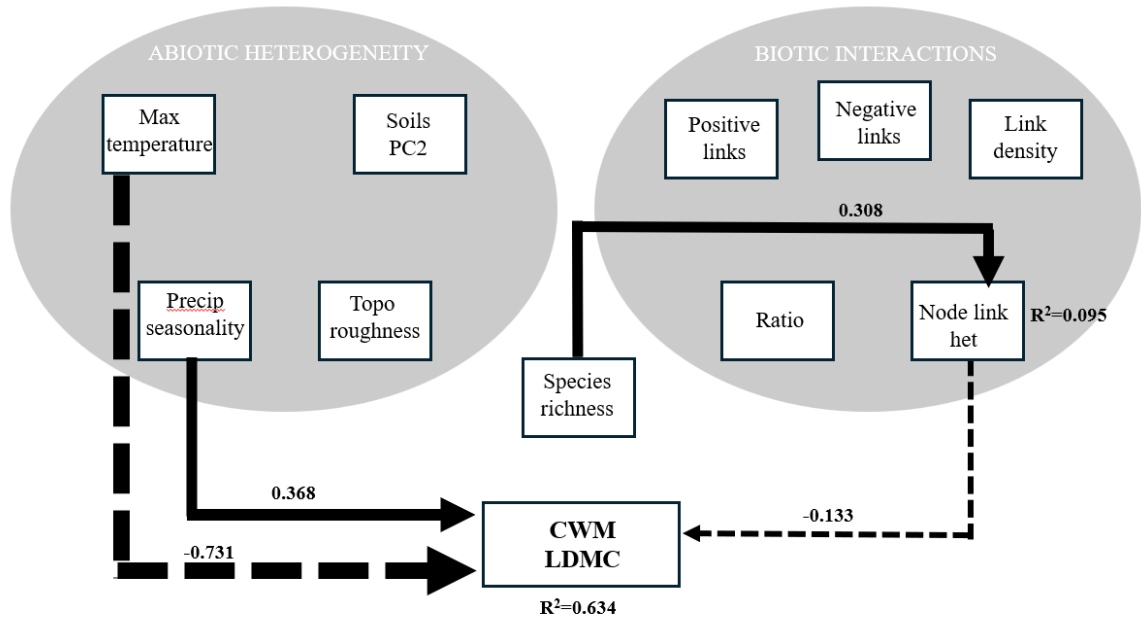 ABIOTIC HETEROGENEITY
BIOTIC INTERACTIONS
Max
temperature
Soils
PC2
Positive
links
Negative
links
Link
density
0.308
Precip
seasonality
Topo
roughness
Ratio
Node link
het
R²=0.095
Species
richness
0.368
-0.731
CWM
LDMC
-0.133
R²=0.634